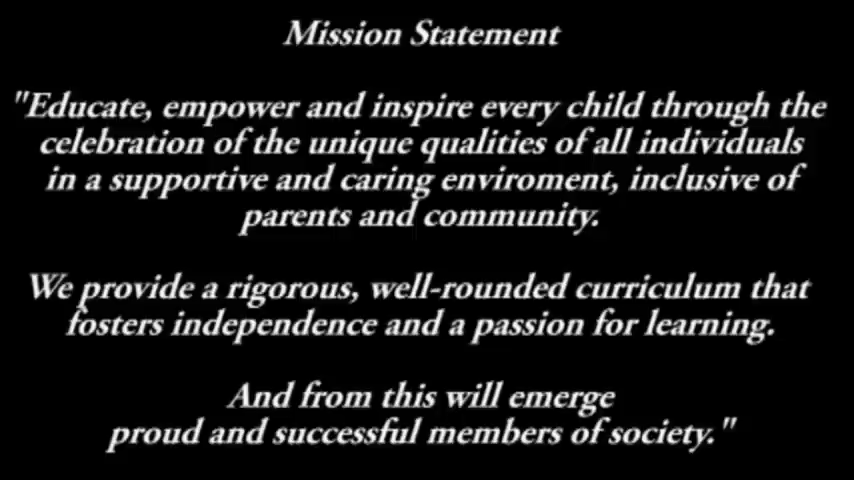 Mission Statement
"Educate, empower and inspire every child through the
celebration of the unique qualities of all individuals
in a supportive and caring enviroment, inclusive of
parents and community.
We provide a rigorous, well-rounded curriculum that
fosters independence and a passion for learning.
And from this will emerge
proud and successful members of society."